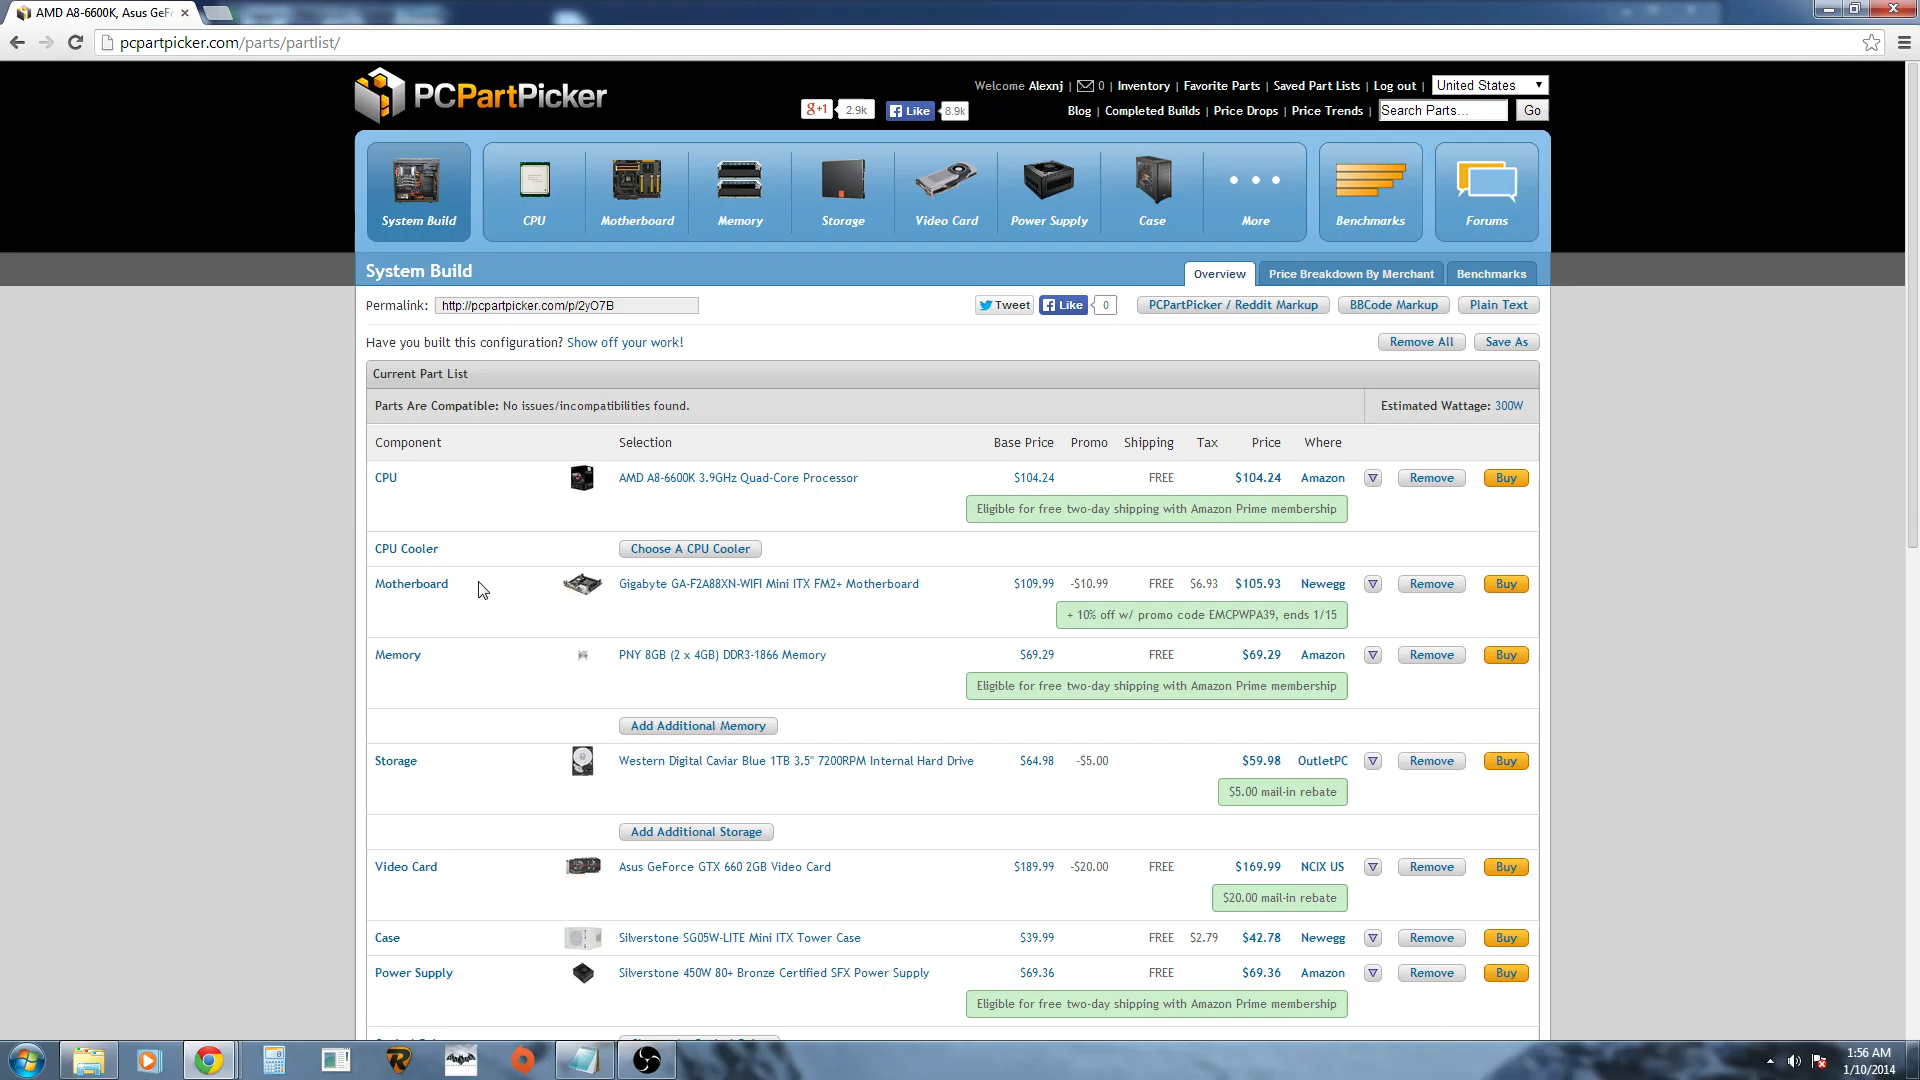 AMD A8-6600K, Asus GeF
pcpartpicker.com/parts/partlist/
PCPartPicker
Welcome Alexnj | 0 | Inventory | Favorite Parts | Saved Part Lists | Log out | United States
g+1 2.9k Like 8.9k
Blog | Completed Builds | Price Drops | Price Trends | Search Parts... Go
System Build CPU Motherboard Memory Storage Video Card Power Supply Case More Benchmarks Forums
System Build Overview Price Breakdown By Merchant Benchmarks
Permalink: http://pcpartpicker.com/p/2yO7B Tweet Like 0 PCPartPicker / Reddit Markup BBCode Markup Plain Text
Have you built this configuration? Show off your work! Remove All Save As
Current Part List
Parts Are Compatible: No issues/incompatibilities found. Estimated Wattage: 300W
Component Selection Base Price Promo Shipping Tax Price Where
CPU AMD A8-6600K 3.9GHz Quad-Core Processor $104.24 FREE $104.24 Amazon Remove Buy
Eligible for free two-day shipping with Amazon Prime membership
CPU Cooler Choose A CPU Cooler
Motherboard Gigabyte GA-F2A88XN-WIFI Mini ITX FM2+ Motherboard $109.99 -$10.99 FREE $6.93 $105.93 Newegg Remove Buy
+ 10% off w/ promo code EMCPWPA39, ends 1/15
Memory PNY 8GB (2 x 4GB) DDR3-1866 Memory $69.29 FREE $69.29 Amazon Remove Buy
Eligible for free two-day shipping with Amazon Prime membership
Add Additional Memory
Storage Western Digital Caviar Blue 1TB 3.5" 7200RPM Internal Hard Drive $64.98 -$5.00 $59.98 OutletPC Remove Buy
$5.00 mail-in rebate
Add Additional Storage
Video Card Asus GeForce GTX 660 2GB Video Card $189.99 -$20.00 FREE $169.99 NCIX US Remove Buy
$20.00 mail-in rebate
Case Silverstone SG05W-LITE Mini ITX Tower Case $39.99 FREE $2.79 $42.78 Newegg Remove Buy
Power Supply Silverstone 450W 80+ Bronze Certified SFX Power Supply $69.36 FREE $69.36 Amazon Remove Buy
Eligible for free two-day shipping with Amazon Prime membership
1:56 AM
1/10/2014